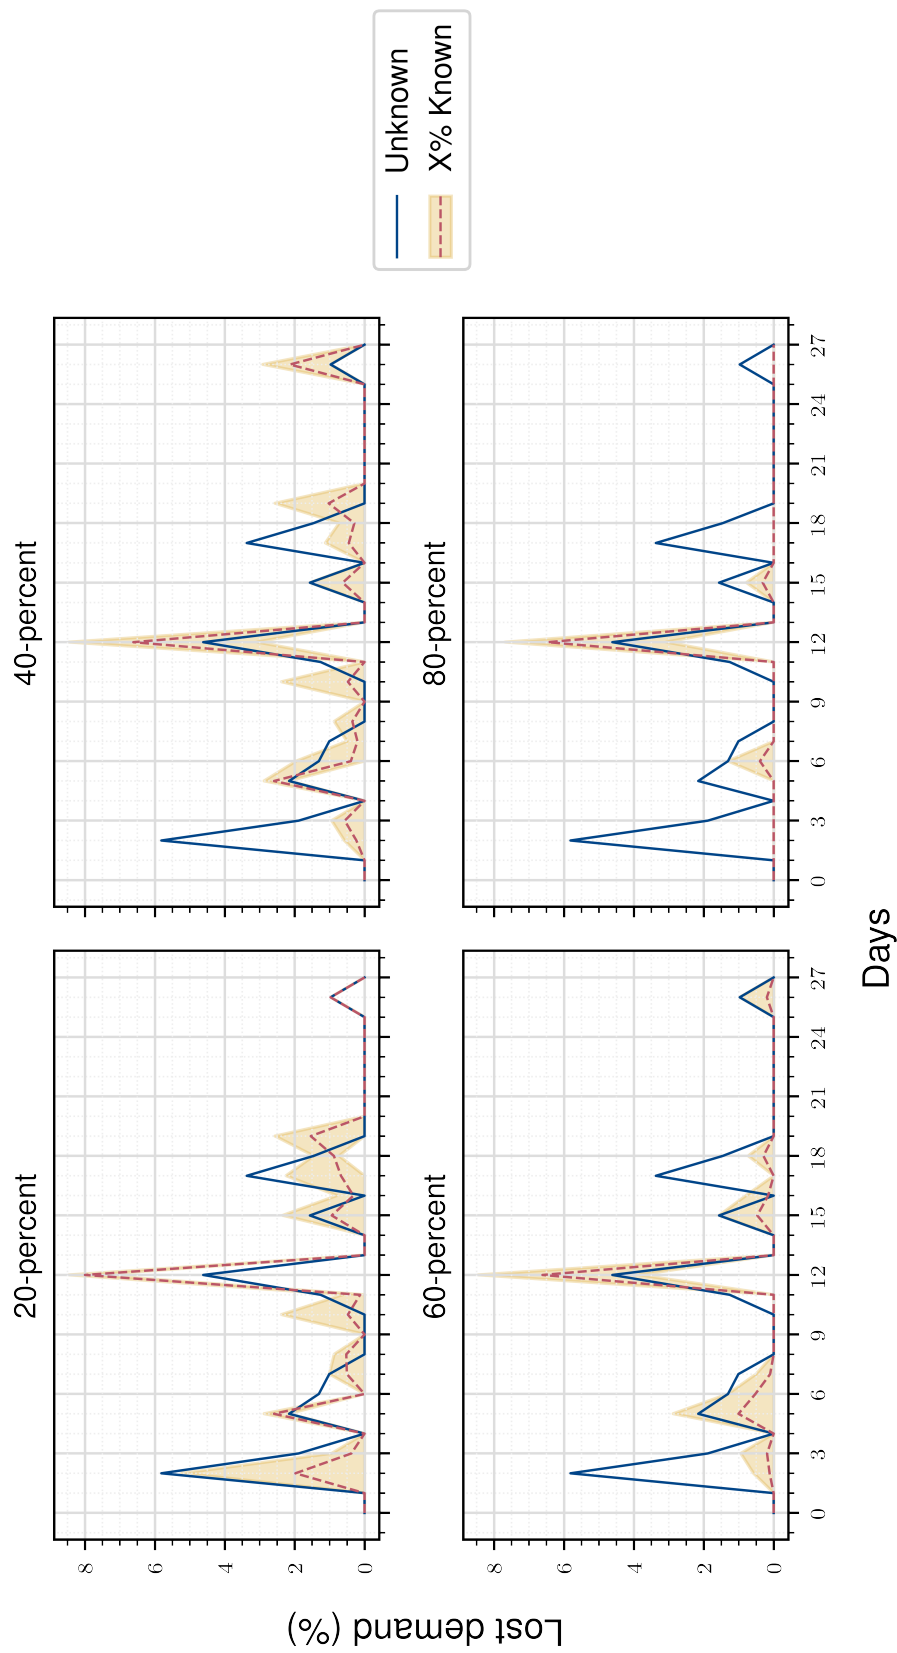 20-percent
40-percent
8
6
4
2
0
60-percent
80-percent
8
6
4
2
0
0 3 6 9 12 15 18 21 24 27
0 3 6 9 12 15 18 21 24 27
Lost demand (%)
Days
Unknown
X% Known